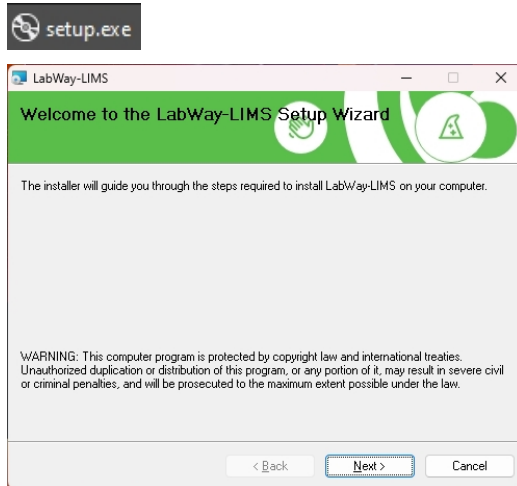 setup.exe
LabWay-LIMS
Welcome to the LabWay-LIMS Setup Wizard
The installer will guide you through the steps required to install LabWay-LIMS on your computer.
WARNING: This computer program is protected by copyright law and international treaties.
Unauthorized duplication or distribution of this program, or any portion of it, may result in severe civil
or criminal penalties, and will be prosecuted to the maximum extent possible under the law.
< Back Next > Cancel